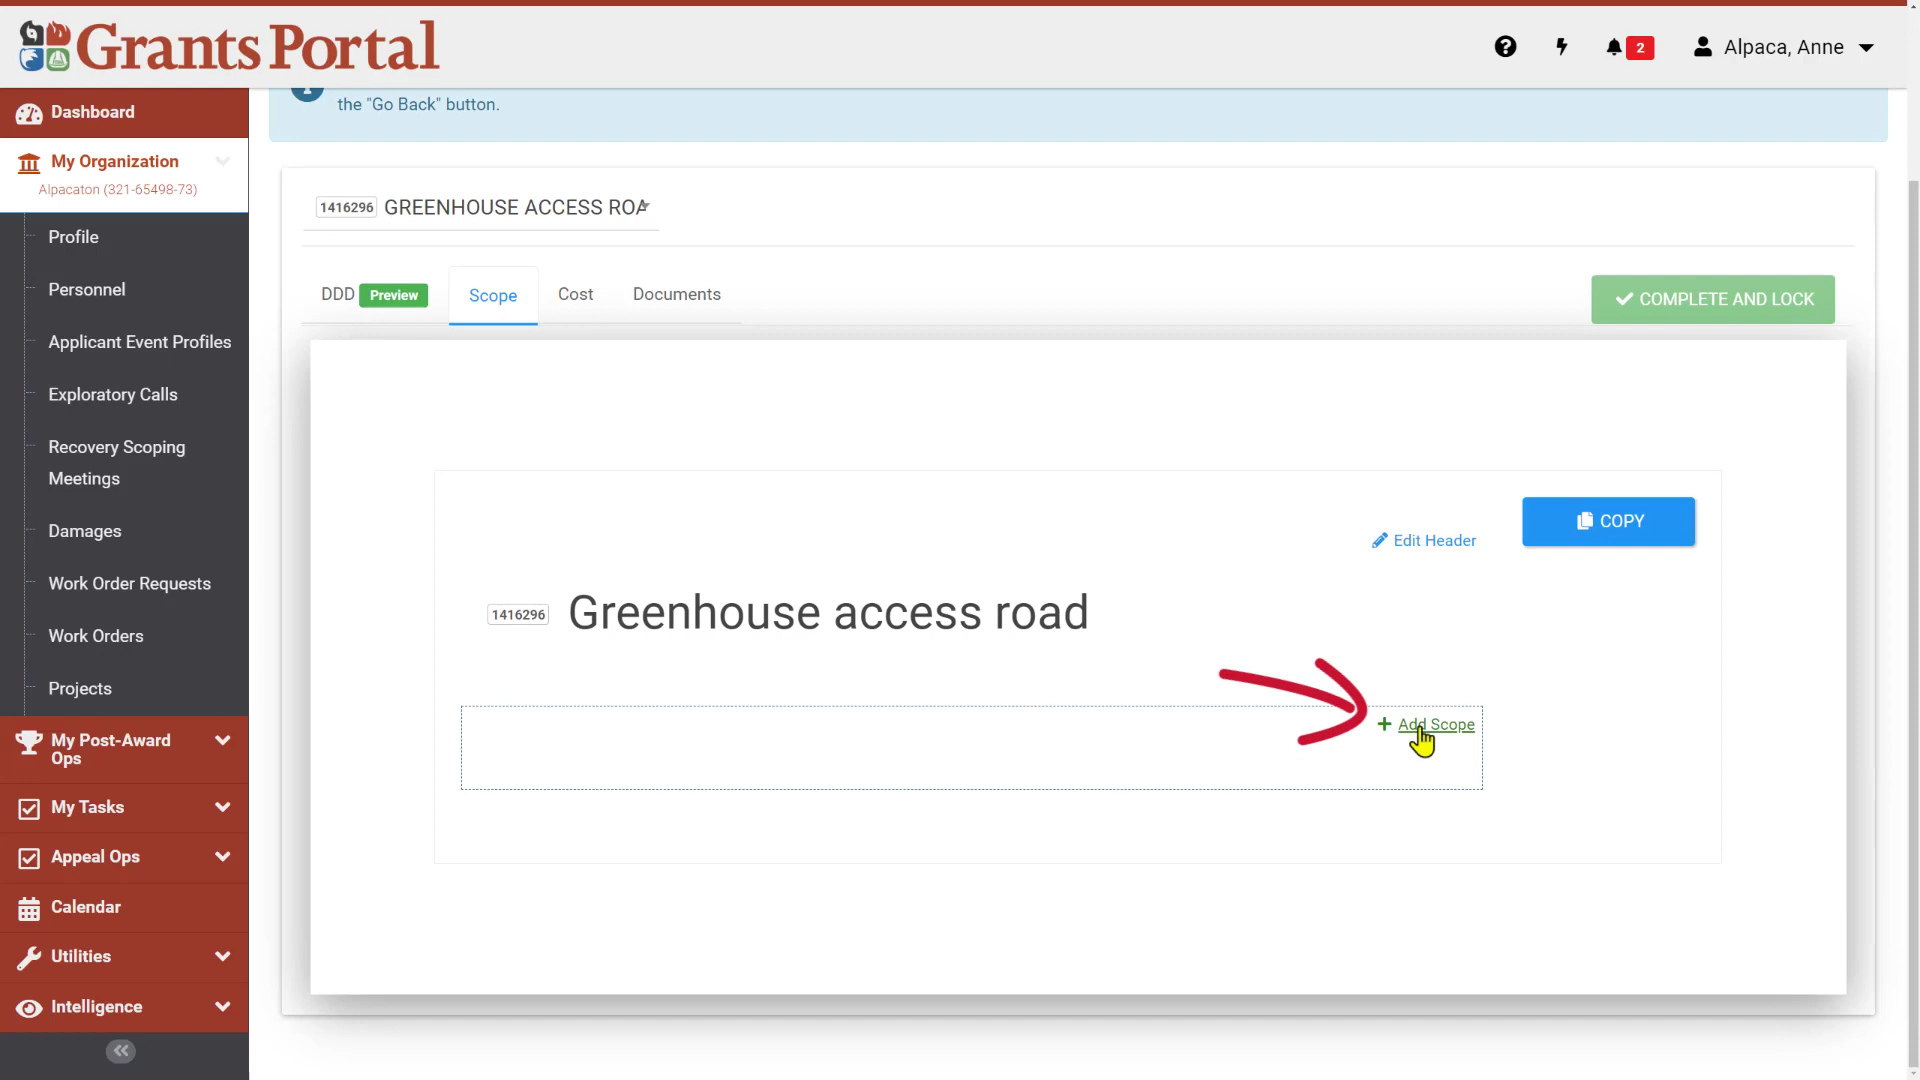 Grants Portal
2
Alpaca, Anne
the "Go Back" button.
Dashboard
My Organization
Alpacaton (321-65498-73)
Profile
Personnel
Applicant Event Profiles
Exploratory Calls
Recovery Scoping
Meetings
Damages
Work Order Requests
Work Orders
Projects
My Post-Award
Ops
My Tasks
Appeal Ops
Calendar
Utilities
Intelligence
1416296 GREENHOUSE ACCESS ROA
DDD Preview
Scope
Cost
Documents
COMPLETE AND LOCK
COPY
Edit Header
1416296 Greenhouse access road
+ Add Scope